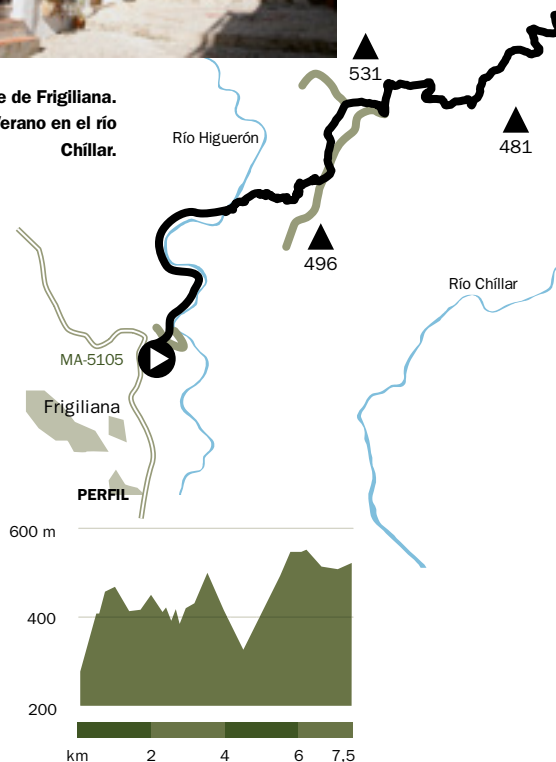 e de Frigiliana.
erano en el río
Chíllar.
531
Río Higuerón
481
496
Río Chíllar
MA-5105
Frigiliana
PERFIL
600 m
400
200
km 2 4 6 7,5